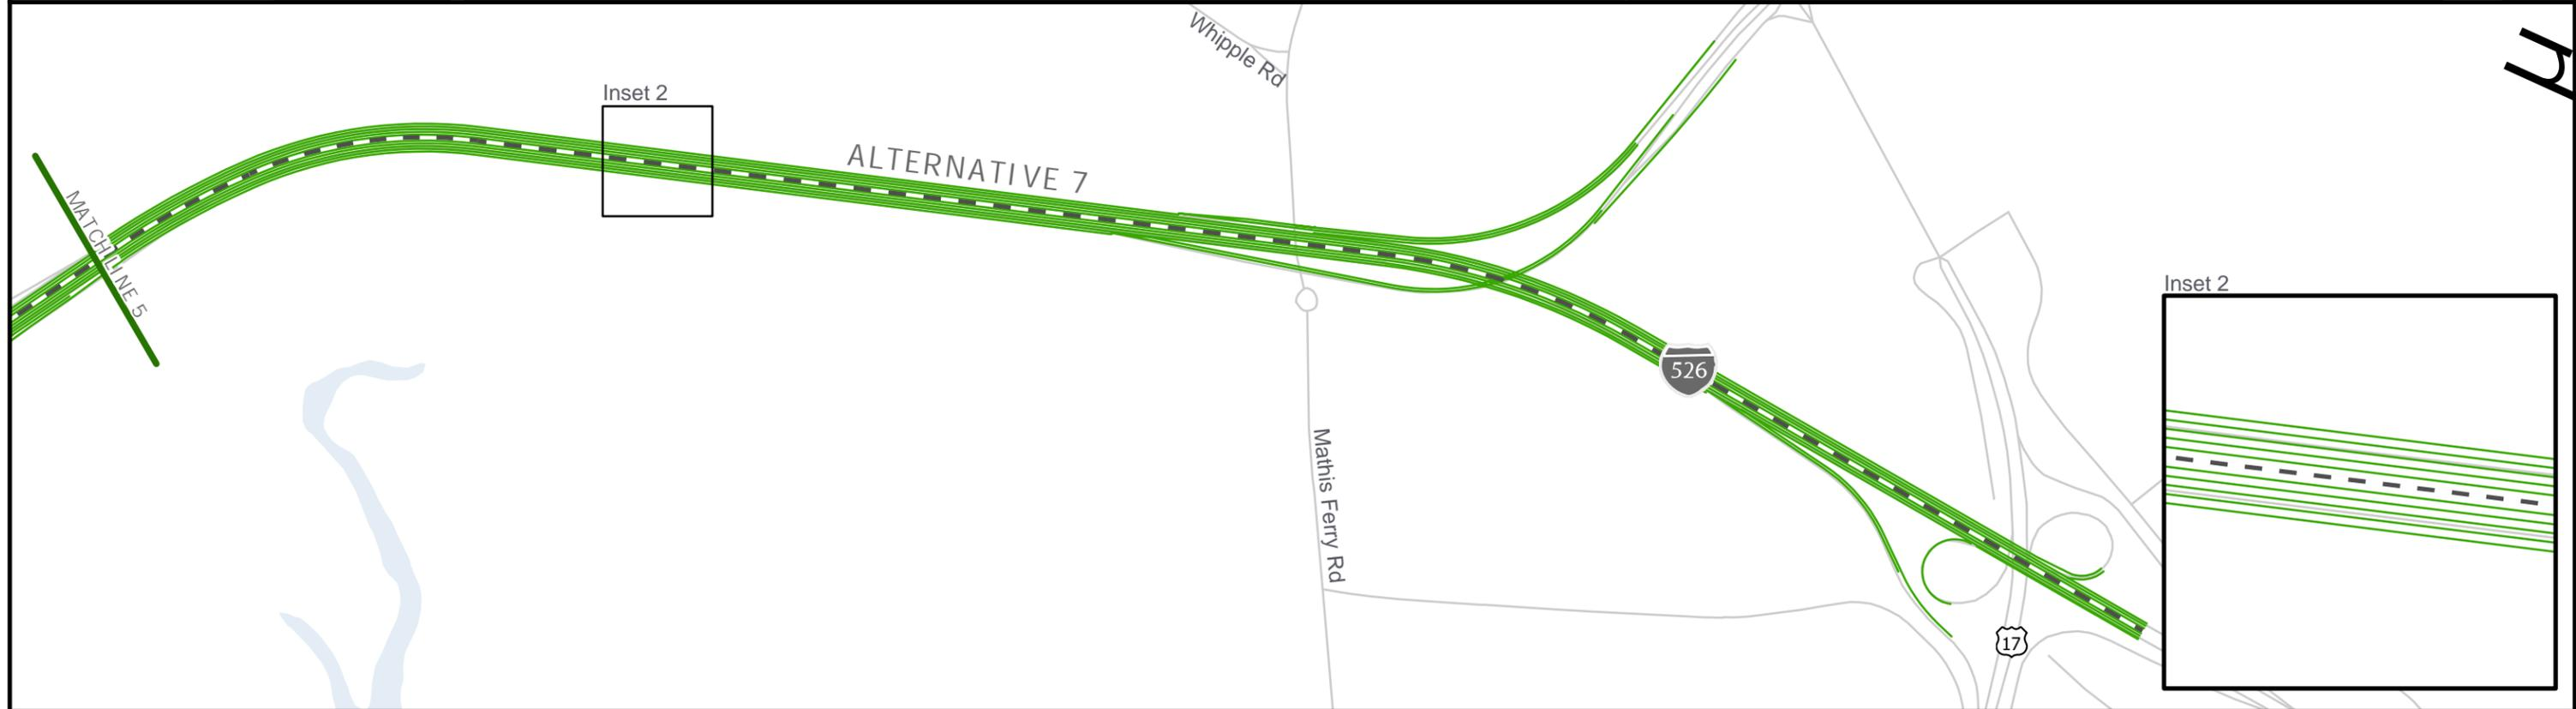 Whipple Rd
Inset 2
ALTERNATIVE 7
MATCHLINE 5
Inset 2
526
Mathis Ferry Rd
17